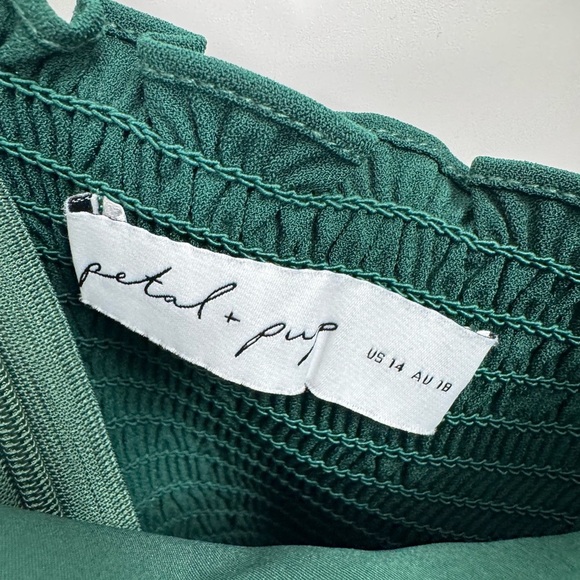 petal + pup
US 14 AU 18